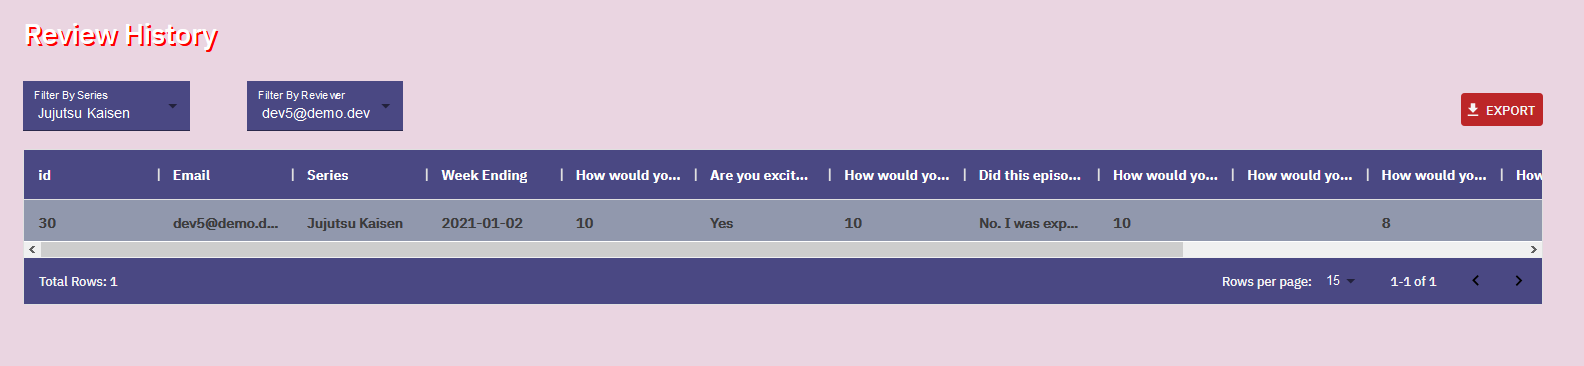 Review History
Filter By Series
Jujutsu Kaisen
Filter By Reviewer
dev5@demo.dev
EXPORT
id | Email | Series | Week Ending | How would yo... | Are you excit... | How would yo... | Did this episo... | How would yo... | How would yo... | How would yo... | How
30 dev5@demo.d... Jujutsu Kaisen 2021-01-02 10 Yes 10 No. I was exp... 10 8
Total Rows: 1 Rows per page: 15 1-1 of 1